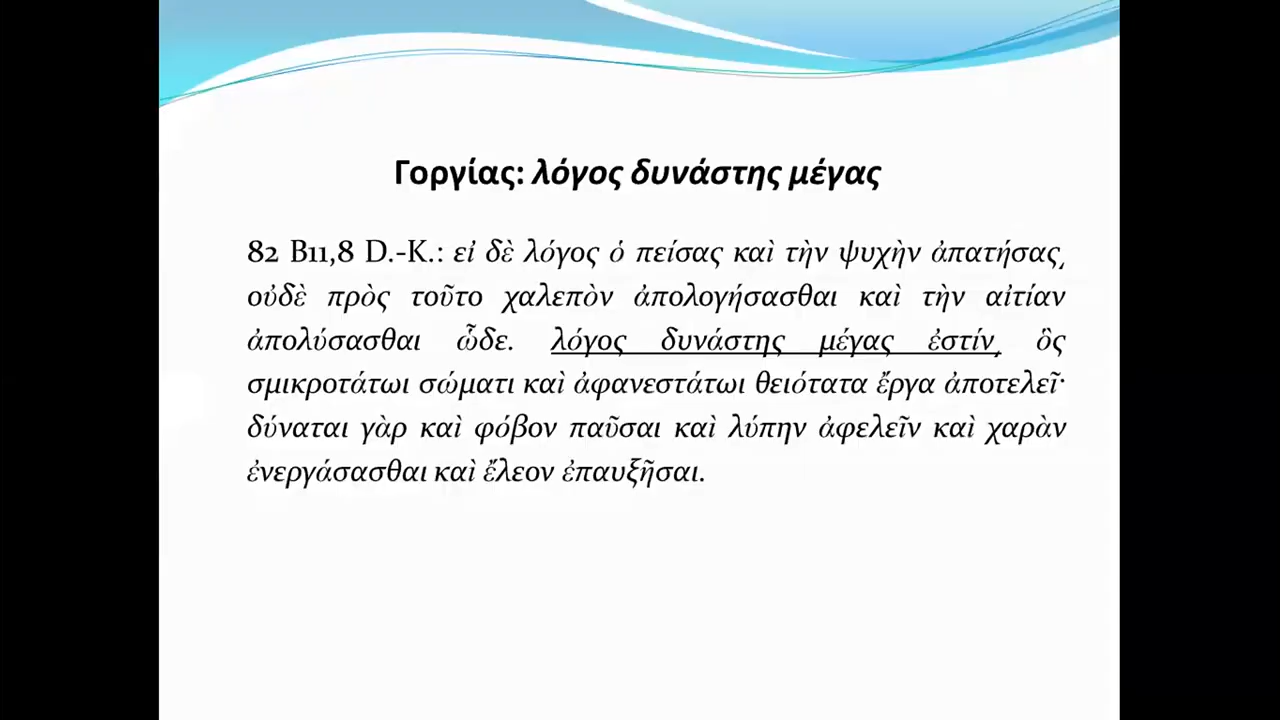 Γοργίας: λόγος δυνάστης μέγας
82 B11,8 D.-K.: εἰ δὲ λόγος ὁ πείσας καὶ τὴν ψυχὴν ἀπατήσας,
οὐδὲ πρὸς τοῦτο χαλεπὸν ἀπολογήσασθαι καὶ τὴν αἰτίαν
ἀπολύσασθαι ὧδε. λόγος δυνάστης μέγας ἐστίν, ὃς
σμικροτάτωι σώματι καὶ ἀφανεστάτωι θειότατα ἔργα ἀποτελεῖ·
δύναται γὰρ καὶ φόβον παῦσαι καὶ λύπην ἀφελεῖν καὶ χαρὰν
ἐνεργάσασθαι καὶ ἔλεον ἐπαυξῆσαι.